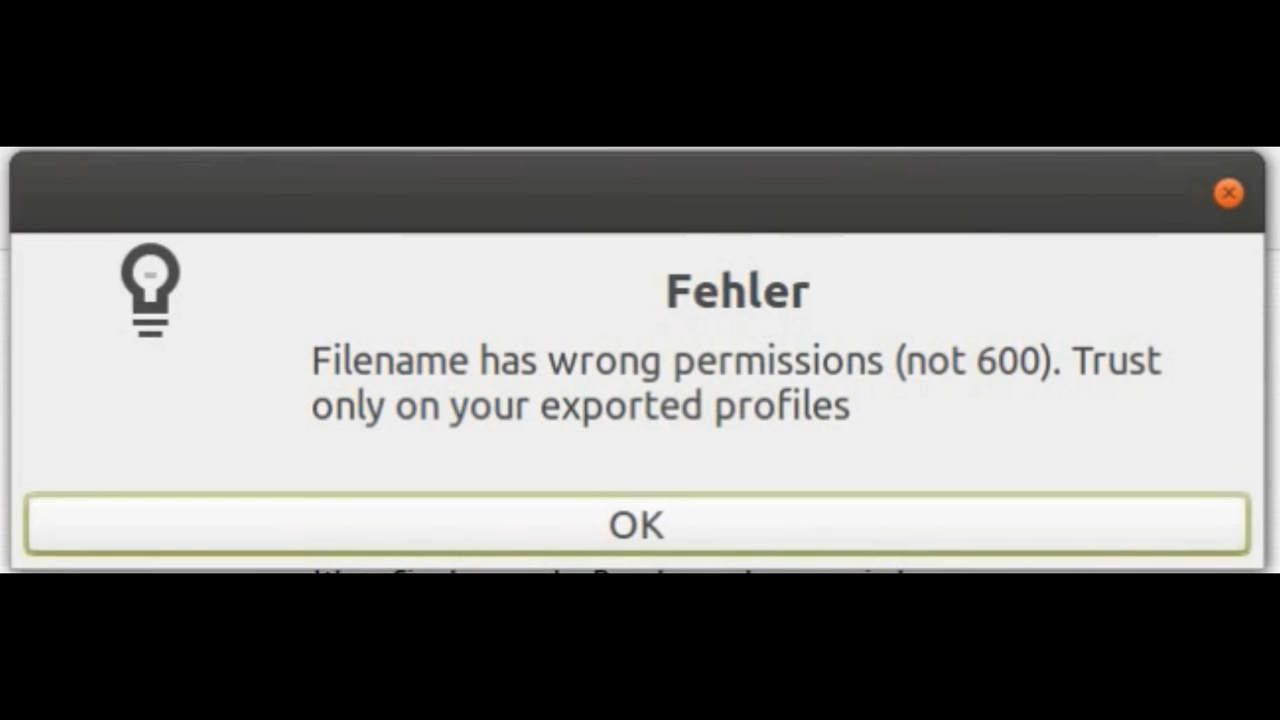 Fehler
Filename has wrong permissions (not 600). Trust
only on your exported profiles
OK